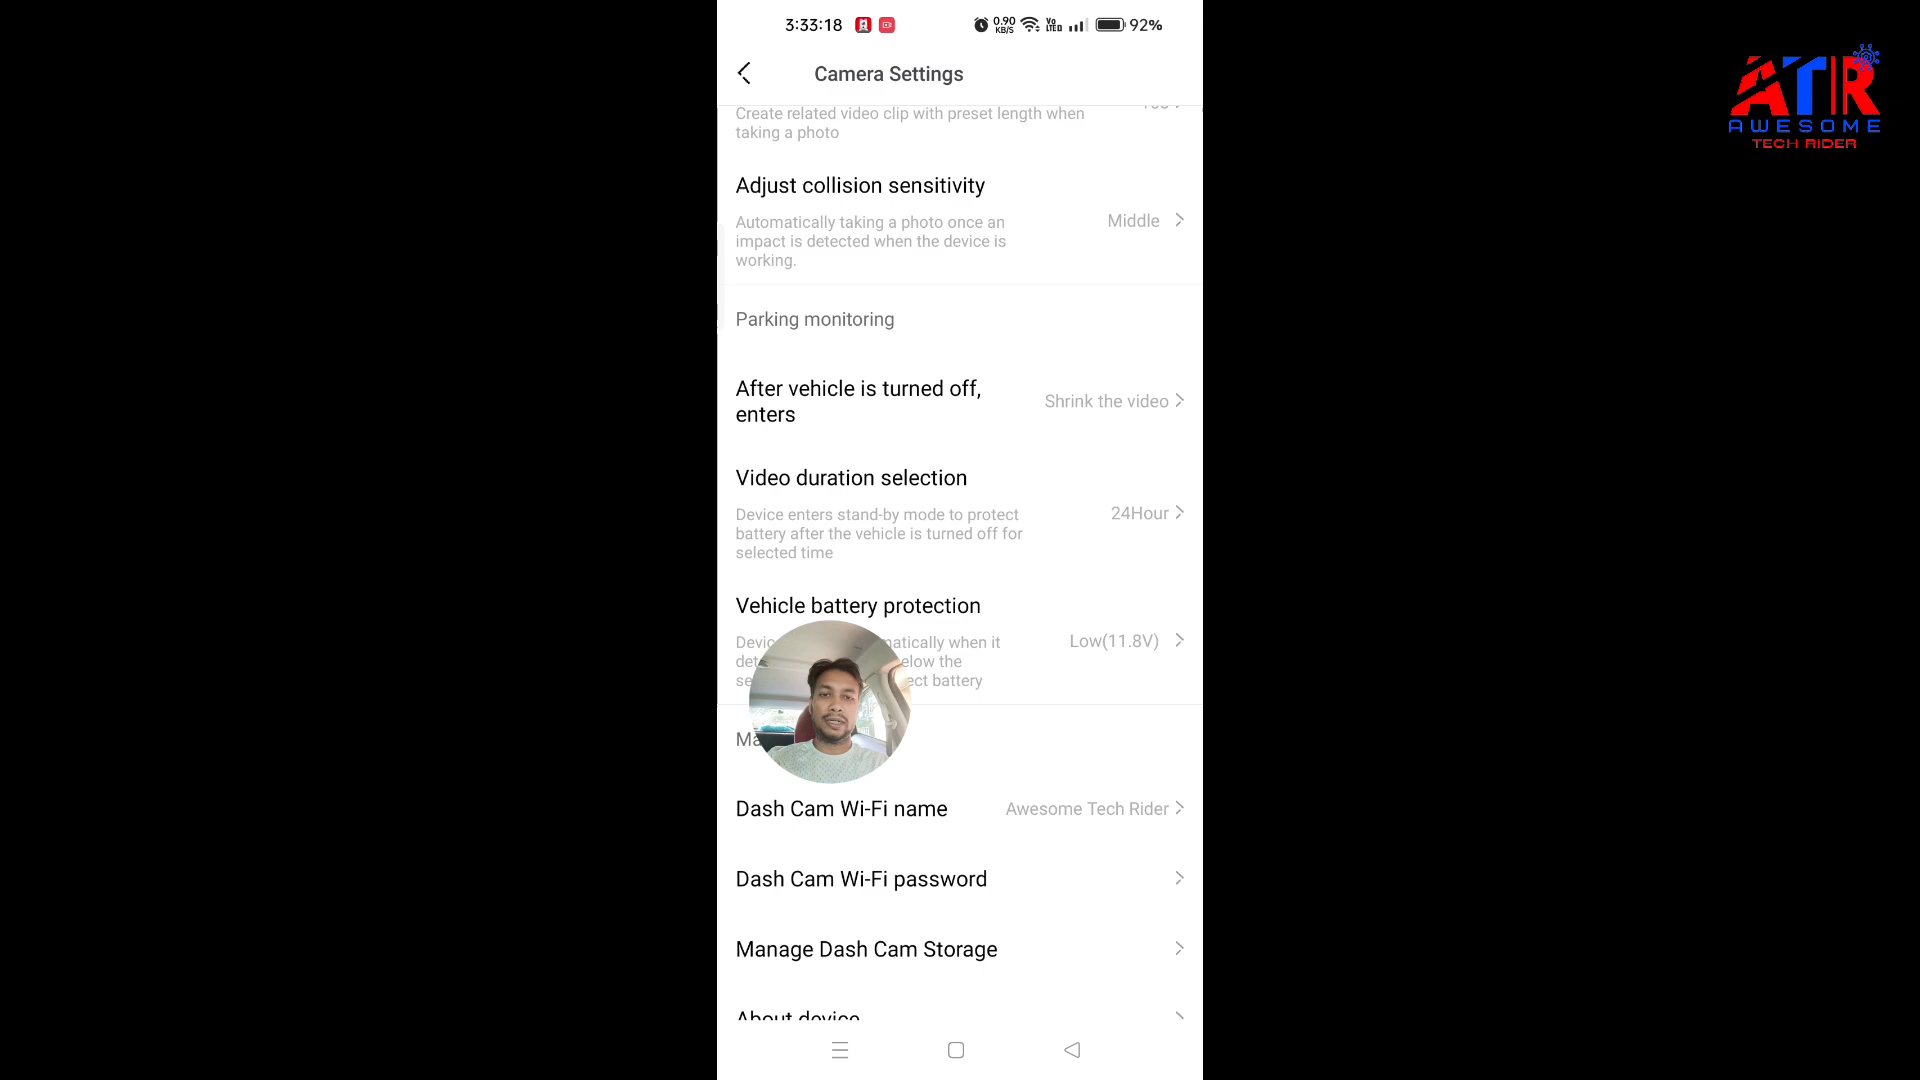 3:33:18
0.90 KB/S
Vo LTED
92%
Camera Settings
Create related video clip with preset length when
taking a photo
Adjust collision sensitivity
Automatically taking a photo once an
impact is detected when the device is
working.
Middle
Parking monitoring
After vehicle is turned off,
enters
Shrink the video
Video duration selection
Device enters stand-by mode to protect
battery after the vehicle is turned off for
selected time
24Hour
Vehicle battery protection
matically when it
elow the
ect battery
Low(11.8V)
Dash Cam Wi-Fi name
Awesome Tech Rider
Dash Cam Wi-Fi password
Manage Dash Cam Storage
About device
ATR
AWESOME
TECH RIDER